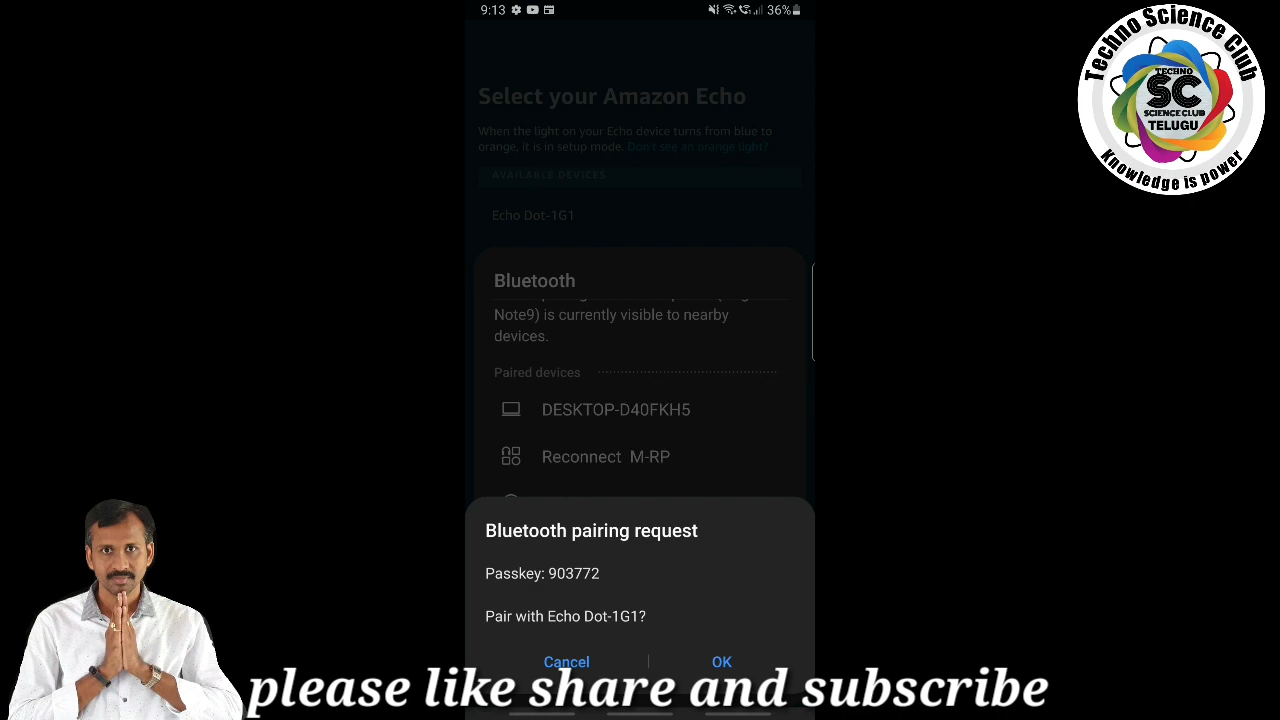 9:13
36%
Select your Amazon Echo
When the light on your Echo device turns from blue to
orange, it is in setup mode. Don't see an orange light?
AVAILABLE DEVICES
Echo Dot-1G1
Bluetooth
Note9) is currently visible to nearby
devices.
Paired devices
DESKTOP-D40FKH5
Reconnect M-RP
Bluetooth pairing request
Passkey: 903772
Pair with Echo Dot-1G1?
Cancel
OK
please like share and subscribe
Techno Science Club
TECHNO
SC
SCIENCE CLUB
TELUGU
Knowledge is power